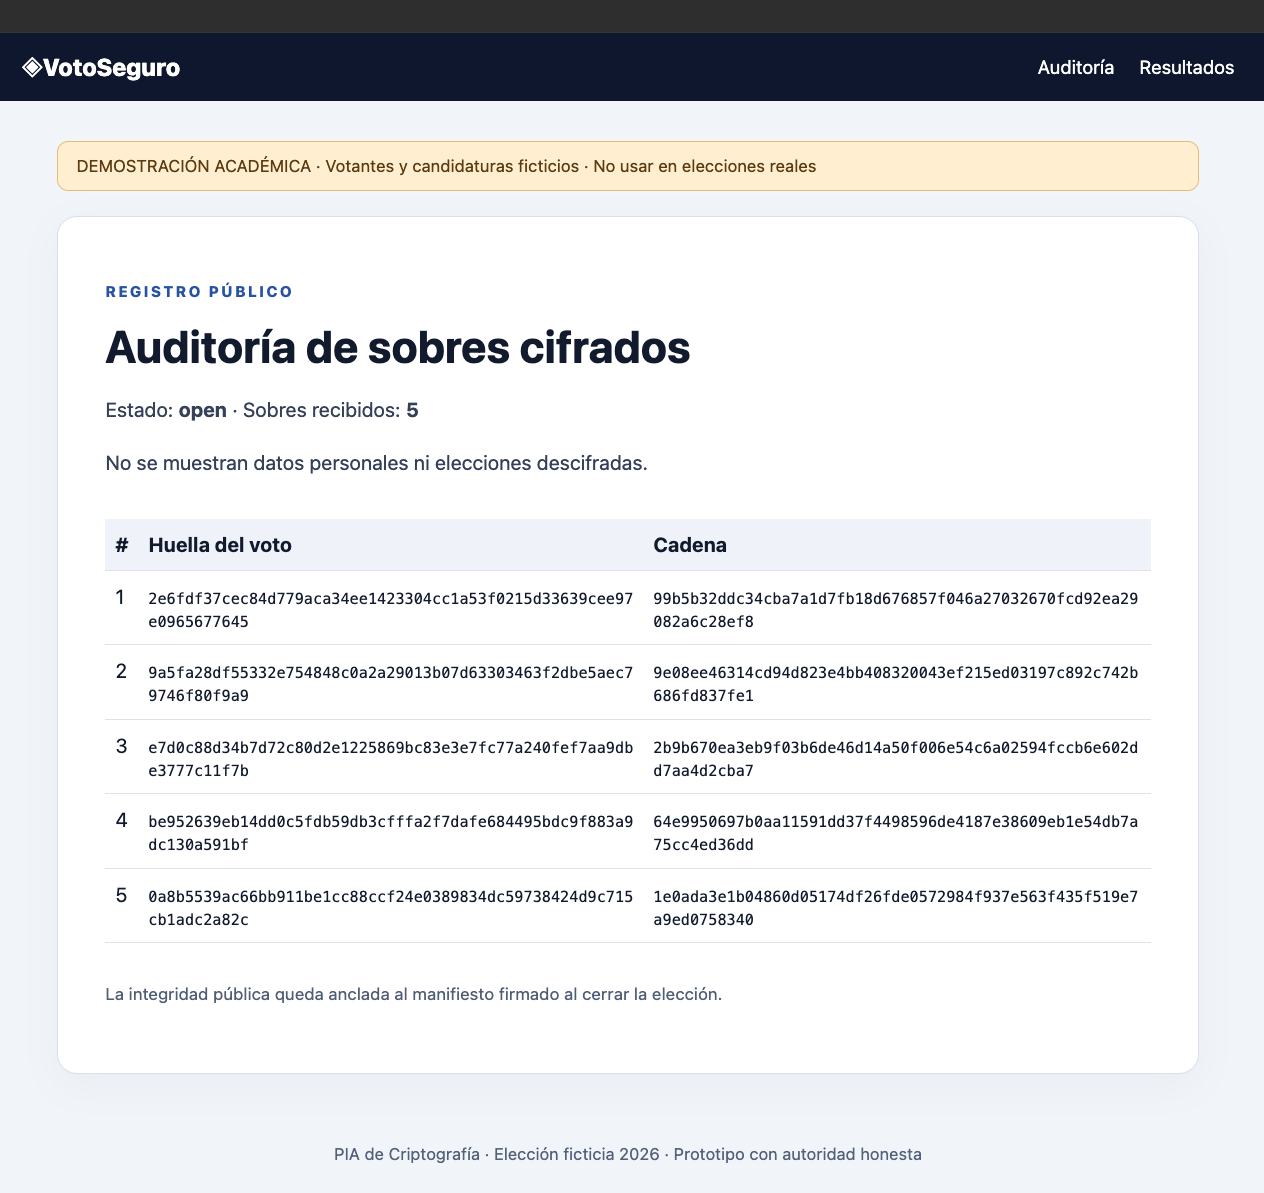 ◈VotoSeguro
Auditoría Resultados
DEMOSTRACIÓN ACADÉMICA · Votantes y candidaturas ficticios · No usar en elecciones reales
REGISTRO PÚBLICO
Auditoría de sobres cifrados
Estado: open · Sobres recibidos: 5
No se muestran datos personales ni elecciones descifradas.
# Huella del voto Cadena
1 2e6fdf37cec84d779aca34ee1423304cc1a53f0215d33639cee97 99b5b32ddc34cba7a1d7fb18d676857f046a27032670fcd92ea29
e0965677645 082a6c28ef8
2 9a5fa28df55332e754848c0a2a29013b07d63303463f2dbe5aec7 9e08ee46314cd94d823e4bb408320043ef215ed03197c892c742b
9746f80f9a9 686fd837fe1
3 e7d0c88d34b7d72c80d2e1225869bc83e3e7fc77a240fef7aa9db 2b9b670ea3eb9f03b6de46d14a50f006e54c6a02594fccb6e602d
e3777c11f7b d7aa4d2cba7
4 be952639eb14dd0c5fdb59db3cfffa2f7dafe684495bdc9f883a9 64e9950697b0aa11591dd37f4498596de4187e38609eb1e54db7a
dc130a591bf 75cc4ed36dd
5 0a8b5539ac66bb911be1cc88ccf24e0389834dc59738424d9c715 1e0ada3e1b04860d05174df26fde0572984f937e563f435f519e7
cb1adc2a82c a9ed0758340
La integridad pública queda anclada al manifiesto firmado al cerrar la elección.
PIA de Criptografía · Elección ficticia 2026 · Prototipo con autoridad honesta